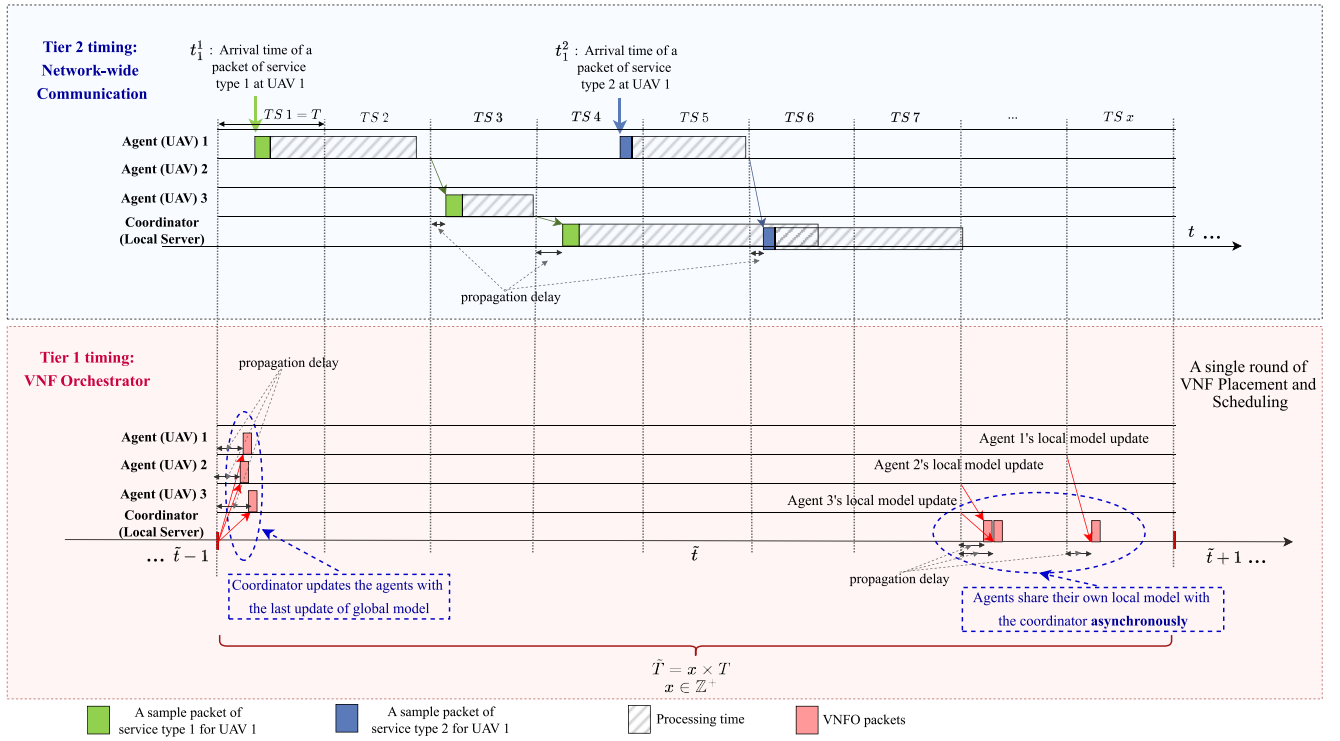 Tier 2 timing:
Network-wide
Communication
t_1^1 : Arrival time of a
packet of service
type 1 at UAV 1
t_1^2 : Arrival time of a
packet of service
type 2 at UAV 1
TS 1 = T
TS 2
TS 3
TS 4
TS 5
TS 6
TS 7
...
TS x
Agent (UAV) 1
Agent (UAV) 2
Agent (UAV) 3
Coordinator
(Local Server)
t ...
propagation delay
Tier 1 timing:
VNF Orchestrator
propagation delay
A single round of
VNF Placement and
Scheduling
Agent (UAV) 1
Agent (UAV) 2
Agent (UAV) 3
Coordinator
(Local Server)
Agent 1's local model update
Agent 2's local model update
Agent 3's local model update
... t̃ − 1
t̃
t̃ + 1 ...
propagation delay
Coordinator updates the agents with
the last update of global model
Agents share their own local model with
the coordinator asynchronously
T̃ = x × T
x ∈ ℤ⁺
A sample packet of
service type 1 for UAV 1
A sample packet of
service type 2 for UAV 1
Processing time
VNFO packets